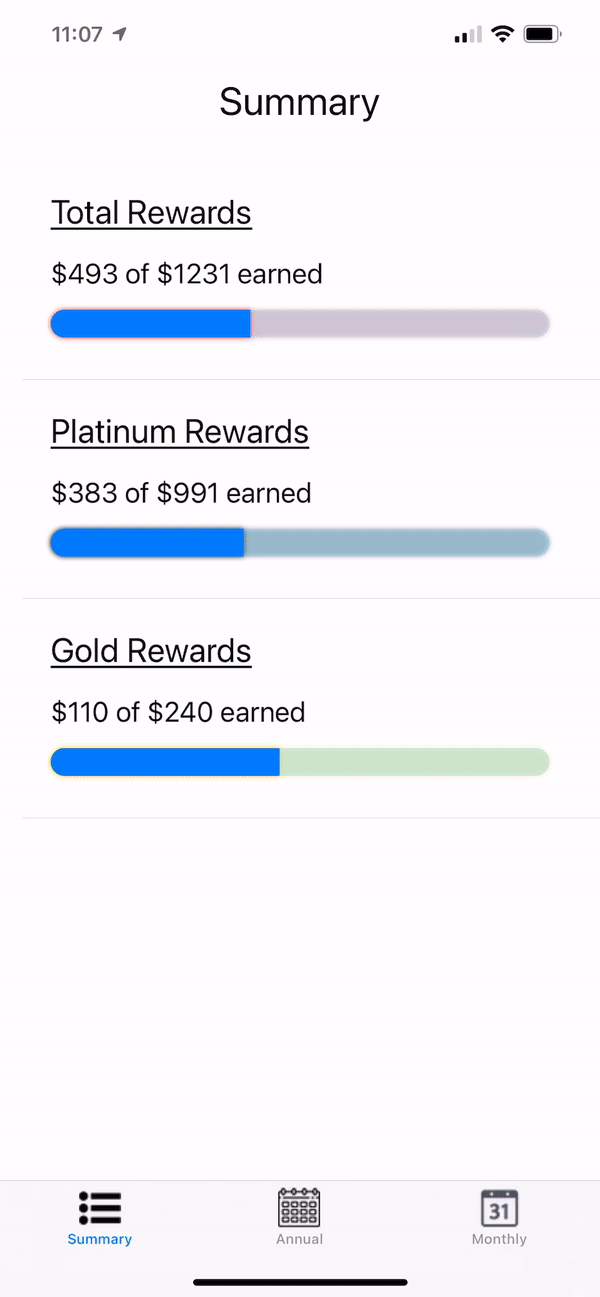 11:07
Summary
Total Rewards
$493 of $1231 earned
Platinum Rewards
$383 of $991 earned
Gold Rewards
$110 of $240 earned
31
Summary
Annual
Monthly